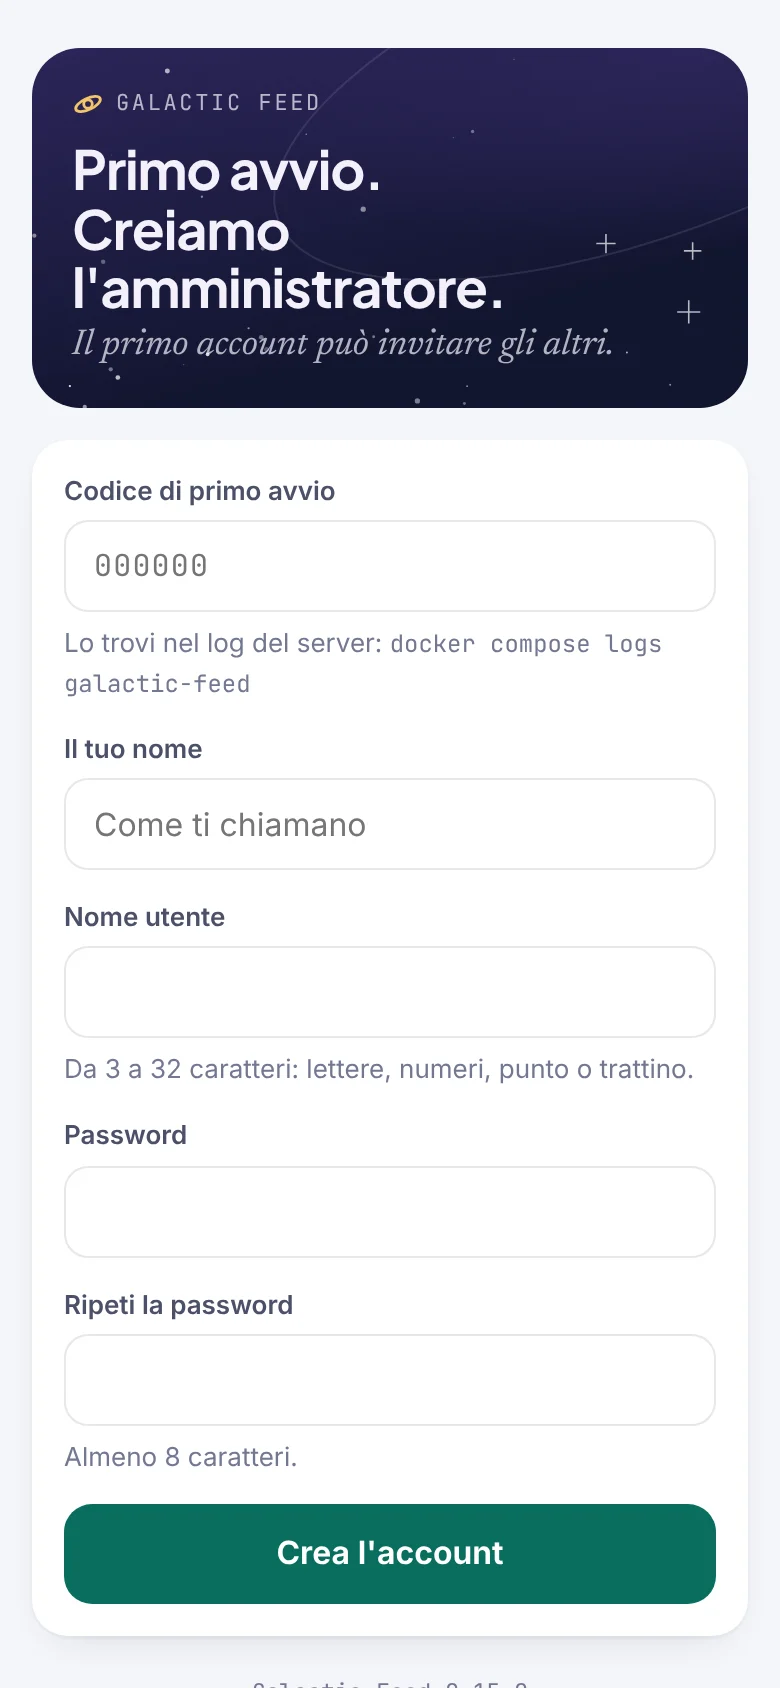 GALACTIC FEED
Primo avvio.
Creiamo
l'amministratore.
Il primo account può invitare gli altri.
Codice di primo avvio
000000
Lo trovi nel log del server: docker compose logs
galactic-feed
Il tuo nome
Come ti chiamano
Nome utente
Da 3 a 32 caratteri: lettere, numeri, punto o trattino.
Password
Ripeti la password
Almeno 8 caratteri.
Crea l'account
Galactic Feed